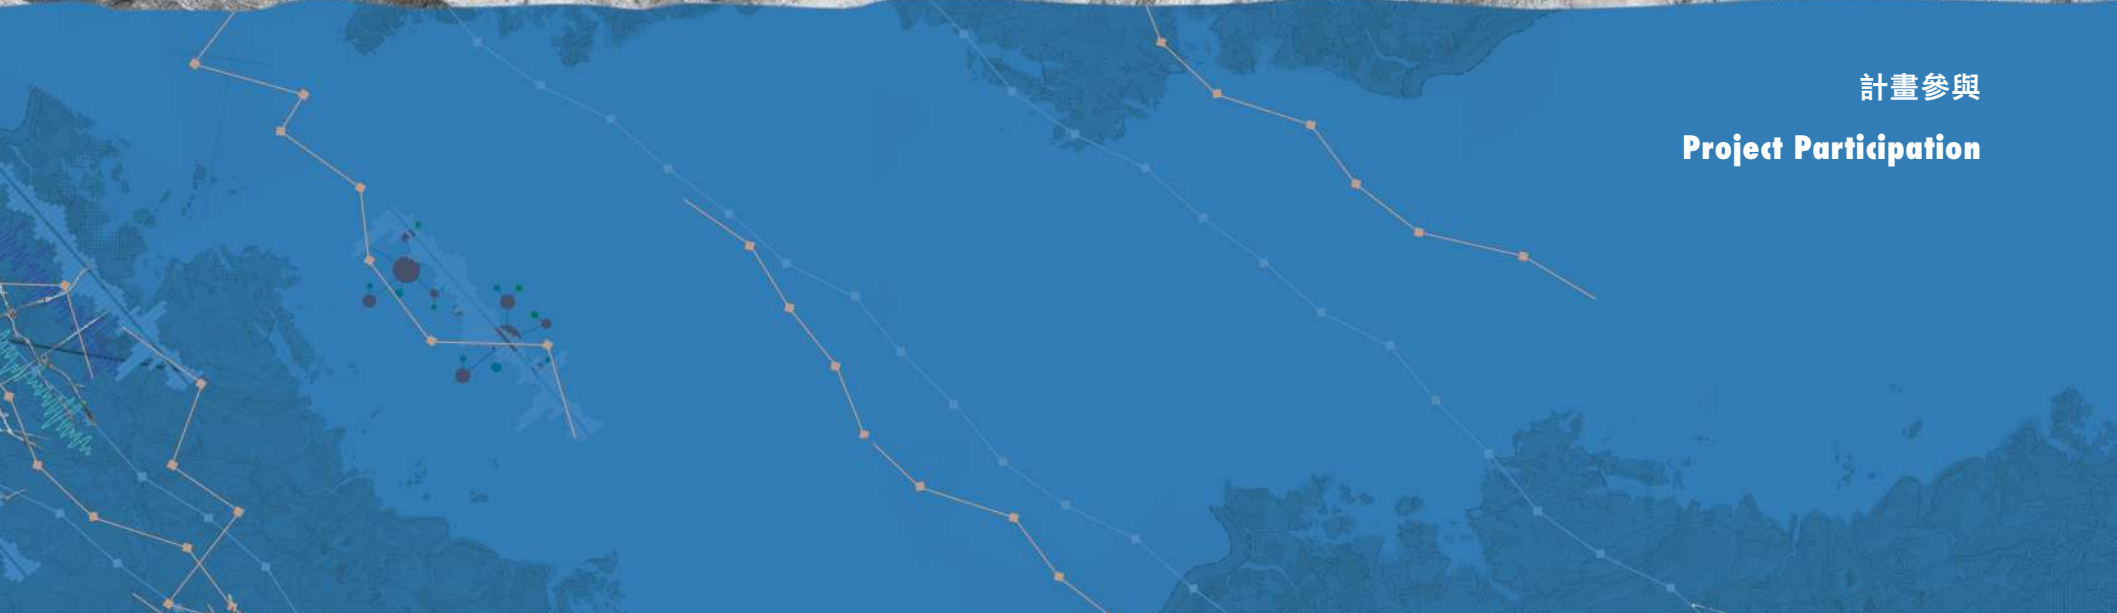 計畫參與
Project Participation